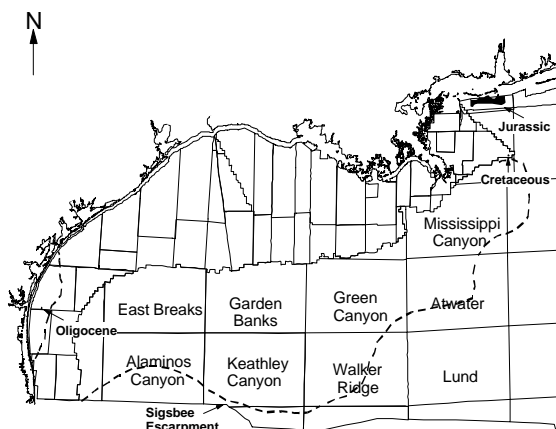 N
Jurassic
Cretaceous
Mississippi
Canyon
East Breaks
Garden
Banks
Green
Canyon
Atwater
Oligocene
Alaminos
Canyon
Keathley
Canyon
Walker
Ridge
Lund
Sigsbee
Escarpment